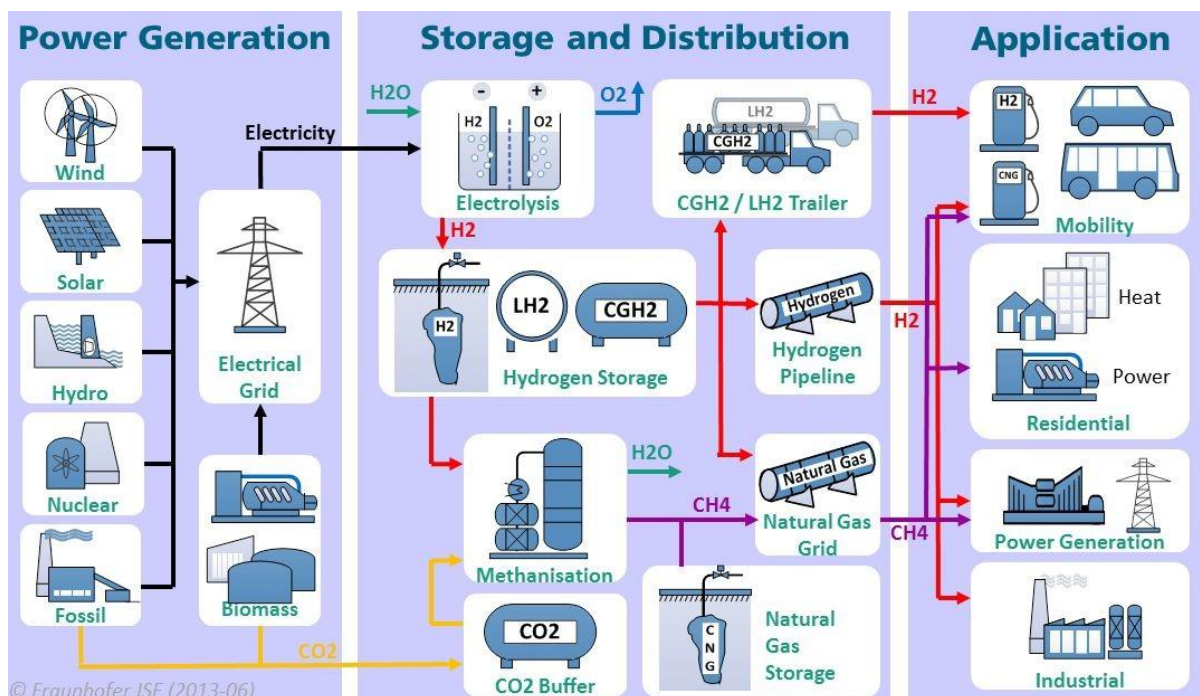 Power Generation
Wind
Solar
Hydro
Nuclear
Fossil
Electricity
Electrical
Grid
Biomass
CO2
© Fraunhofer ISE (2013-06)
Storage and Distribution
H2O
-
+
O2
H2
O2
Electrolysis
LH2
CGH2
CGH2 / LH2 Trailer
H2
H2
LH2
CGH2
Hydrogen Storage
Hydrogen
Hydrogen
Pipeline
H2O
Methanisation
CH4
Natural Gas
Natural Gas
Grid
CO2
CO2 Buffer
C
N
G
Natural
Gas
Storage
Application
H2
H2
CNG
Mobility
H2
Heat
Power
Residential
CH4
Power Generation
Industrial